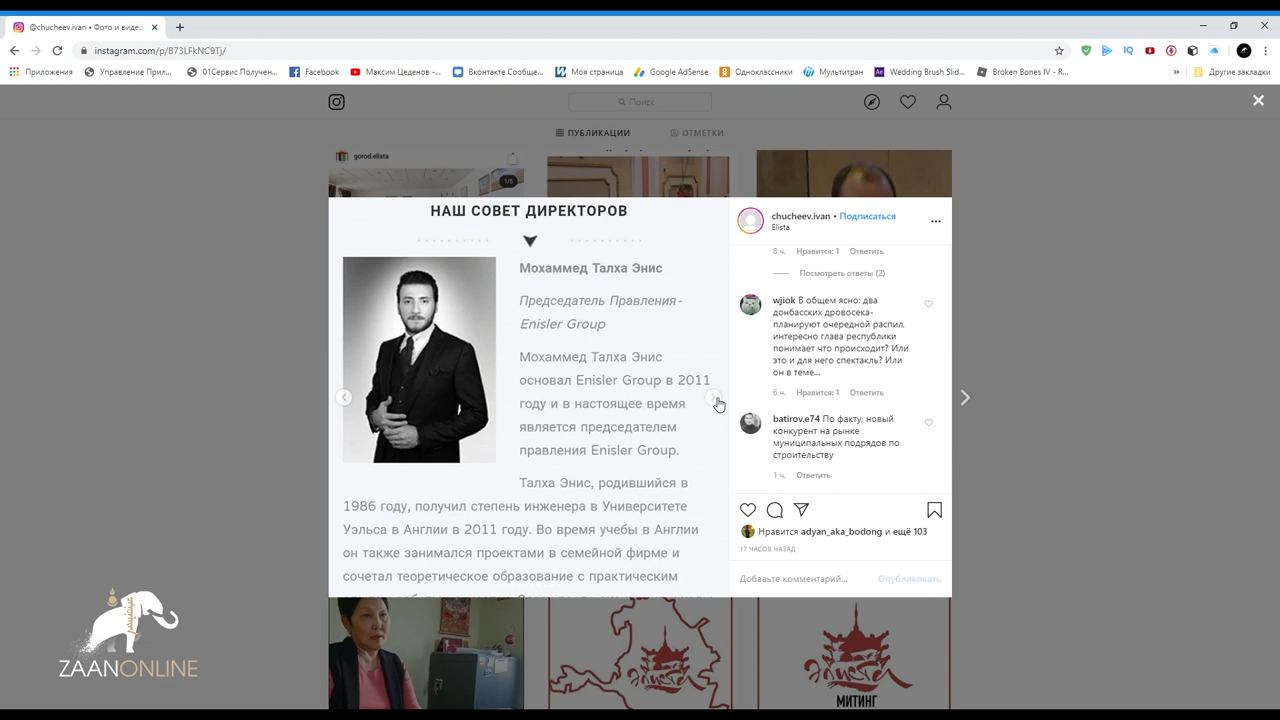 @chucheev.ivan • Фото и видео
instagram.com/p/B73LFkNC9Tj/
Приложения
Управление Прил...
01Сервис Получен...
Facebook
Максим Цеденов -...
Вконтакте Сообще...
Моя страница
Google AdSense
Одноклассники
Мультитран
Wedding Brush Slid...
Broken Bones IV - R...
»
Другие закладки
Поиск
ПУБЛИКАЦИИ
ОТМЕТКИ
gorod.elista
1/8
НАШ СОВЕТ ДИРЕКТОРОВ
Мохаммед Талха Энис
Председатель Правления-
Enisler Group
Мохаммед Талха Энис
основал Enisler Group в 2011
году и в настоящее время
является председателем
правления Enisler Group.
Талха Энис, родившийся в
1986 году, получил степень инженера в Университете
Уэльса в Англии в 2011 году. Во время учебы в Англии
он также занимался проектами в семейной фирме и
сочетал теоретическое образование с практическим
chucheev.ivan • Подписаться
Elista
8 ч. Нравится: 1 Ответить
Посмотреть ответы (2)
wjiok В общем ясно: два
донбасских дровосека-
планируют очередной распил,
интересно глава республики
понимает что происходит? Или
это и для него спектакль? Или
он в теме...
6 ч. Нравится: 1 Ответить
batirov.e74 По факту, новый
конкурент на рынке
муниципальных подрядов по
строительству
1 ч. Ответить
Нравится adyan_aka_bodong и ещё 103
17 ЧАСОВ НАЗАД
Добавьте комментарий...
Опубликовать
ZAANONLINE
Элиста
Элиста
МИТИНГ